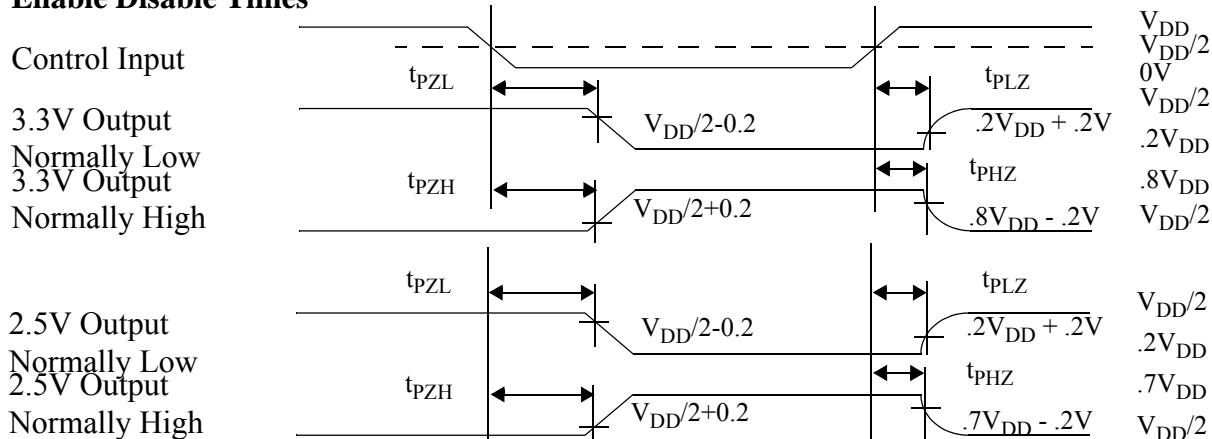 Enable Disable Times
Control Input
V_DD
V_DD/2
0V
t_PZL
t_PLZ
V_DD/2
3.3V Output
Normally Low
V_DD/2-0.2
.2V_DD + .2V
.2V_DD
3.3V Output
Normally High
t_PZH
t_PHZ
.8V_DD
V_DD/2+0.2
.8V_DD - .2V
V_DD/2
t_PZL
t_PLZ
V_DD/2
2.5V Output
Normally Low
V_DD/2-0.2
.2V_DD + .2V
.2V_DD
2.5V Output
Normally High
t_PZH
t_PHZ
.7V_DD
V_DD/2+0.2
.7V_DD - .2V
V_DD/2